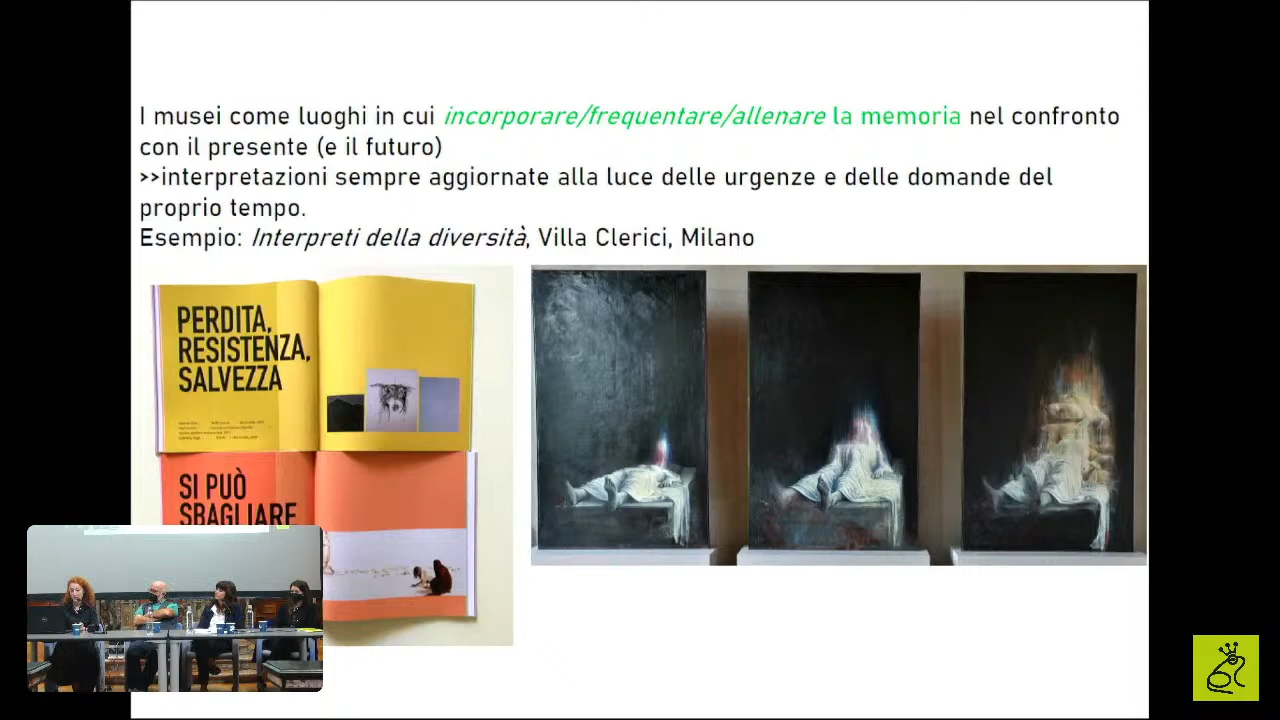 I musei come luoghi in cui incorporare/frequentare/allenare la memoria nel confronto
con il presente (e il futuro)
>>interpretazioni sempre aggiornate alla luce delle urgenze e delle domande del
proprio tempo.
Esempio: Interpreti della diversità, Villa Clerici, Milano
PERDITA,
RESISTENZA,
SALVEZZA
SI PUÒ
SBAGLIARE